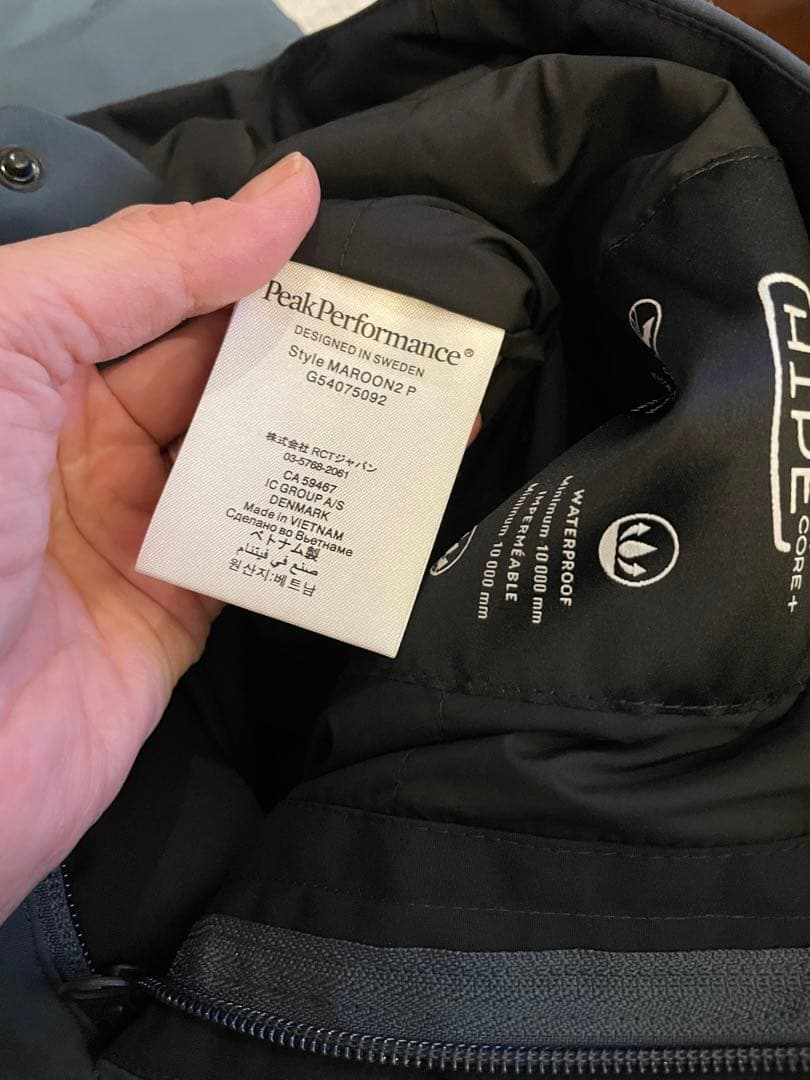 PeakPerformance®
DESIGNED IN SWEDEN
Style MAROON2 P
G54075092
株式会社 RCTジャパン
03-5768-2061
CA 59467
IC GROUP A/S
DENMARK
Made in VIETNAM
Сделано во Вьетнаме
ベトナム製
صنع في فيتنام
원산지:베트남
HIPE
CORE+
WATERPROOF
Minimum 10 000 mm
IMPERMÉABLE
Minimum 10 000 mm